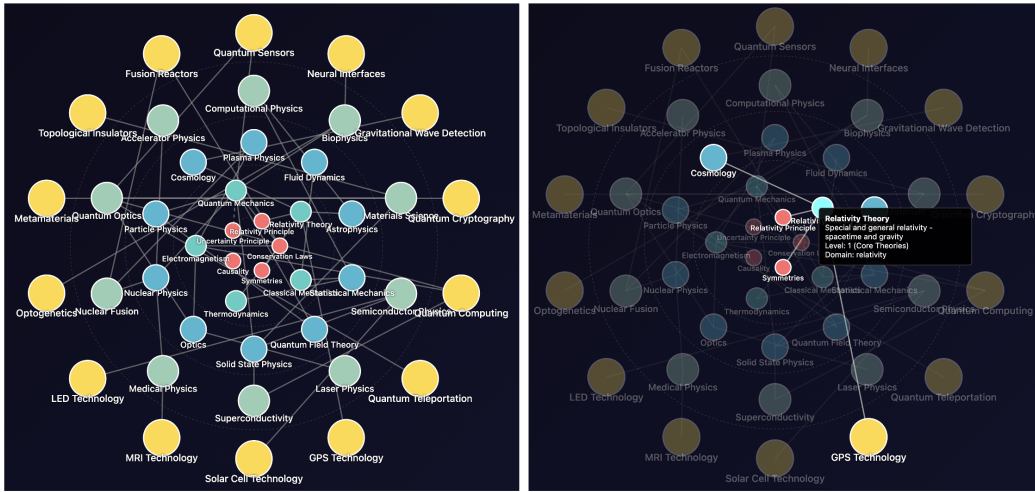 Quantum Sensors
Fusion Reactors
Neural Interfaces
Computational Physics
Topological Insulators
Accelerator Physics
Biophysics
Gravitational Wave Detection
Plasma Physics
Cosmology
Fluid Dynamics
Quantum Mechanics
Metamaterials
Quantum Optics
Particle Physics
Relativity Theory
Relativity Principle
Astrophysics
Materials Science
Quantum Cryptography
Uncertainty Principle
Conservation Laws
Electromagnetism
Causality
Symmetries
Nuclear Physics
Classical Mechanics
Statistical Mechanics
Optogenetics
Nuclear Fusion
Thermodynamics
Semiconductor Physics
Quantum Computing
Optics
Quantum Field Theory
Solid State Physics
LED Technology
Medical Physics
Laser Physics
Quantum Teleportation
Superconductivity
MRI Technology
GPS Technology
Solar Cell Technology
Quantum Sensors
Fusion Reactors
Neural Interfaces
Computational Physics
Topological Insulators
Accelerator Physics
Biophysics
Gravitational Wave Detection
Plasma Physics
Cosmology
Fluid Dynamics
Quantum Mechanics
Metamaterials
Quantum Optics
Particle Physics
Relativity Principle
Cryptography
Relativity Theory
Special and general relativity -
spacetime and gravity
Level: 1 (Core Theories)
Domain: relativity
Uncertainty Principle
Conservation
Electromagnetism
Causality
Symmetries
Nuclear Physics
Classical Mechanics
Statistical Mechanics
Optogenetics
Nuclear Fusion
Thermodynamics
Semiconductor Physics
Quantum Computing
Optics
Quantum Field Theory
Solid State Physics
LED Technology
Medical Physics
Laser Physics
Quantum Teleportation
Superconductivity
MRI Technology
GPS Technology
Solar Cell Technology